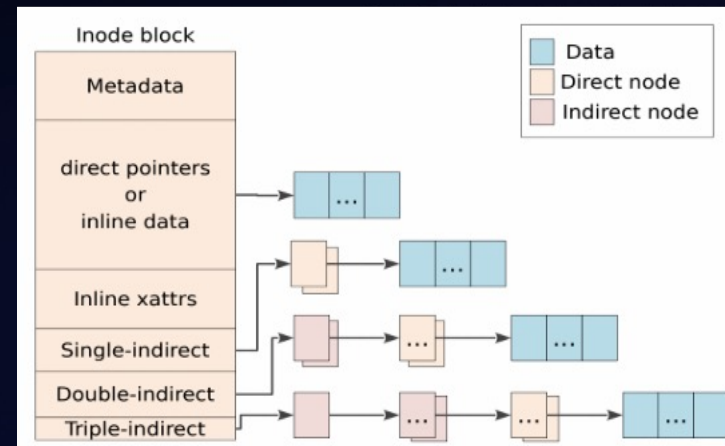 Inode block
Metadata
direct pointers
or
inline data
Inline xattrs
Single-indirect
Double-indirect
Triple-indirect
...
...
...
...
...
...
...
Data
Direct node
Indirect node